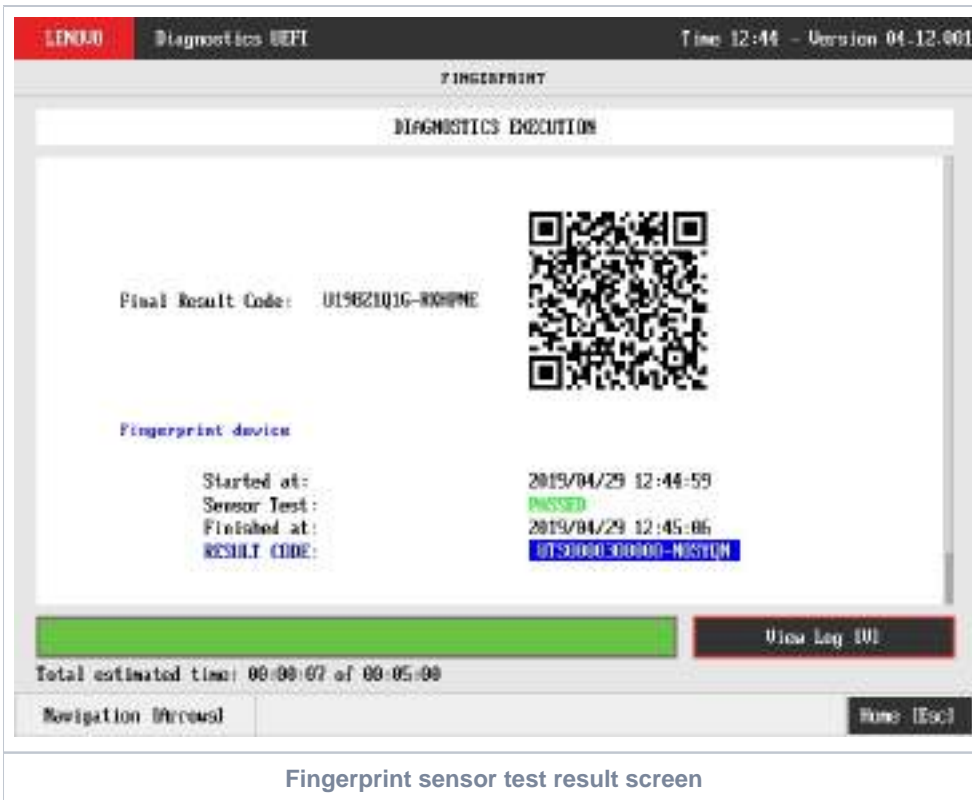 LENOVO Diagnostics UEFI Time 12:44 - Version 04.12.001
FINGERPRINT
DIAGNOSTICS EXECUTION
Final Result Code:
Fingerprint device
Started at: 2019/04/29 12:44:59
Sensor Test: PASSED
Finished at: 2019/04/29 12:45:06
RESULT CODE:
View Log [V]
Total estimated time: 00:00:07 of 00:05:00
Navigation [Arrows] Home [Esc]
Fingerprint sensor test result screen